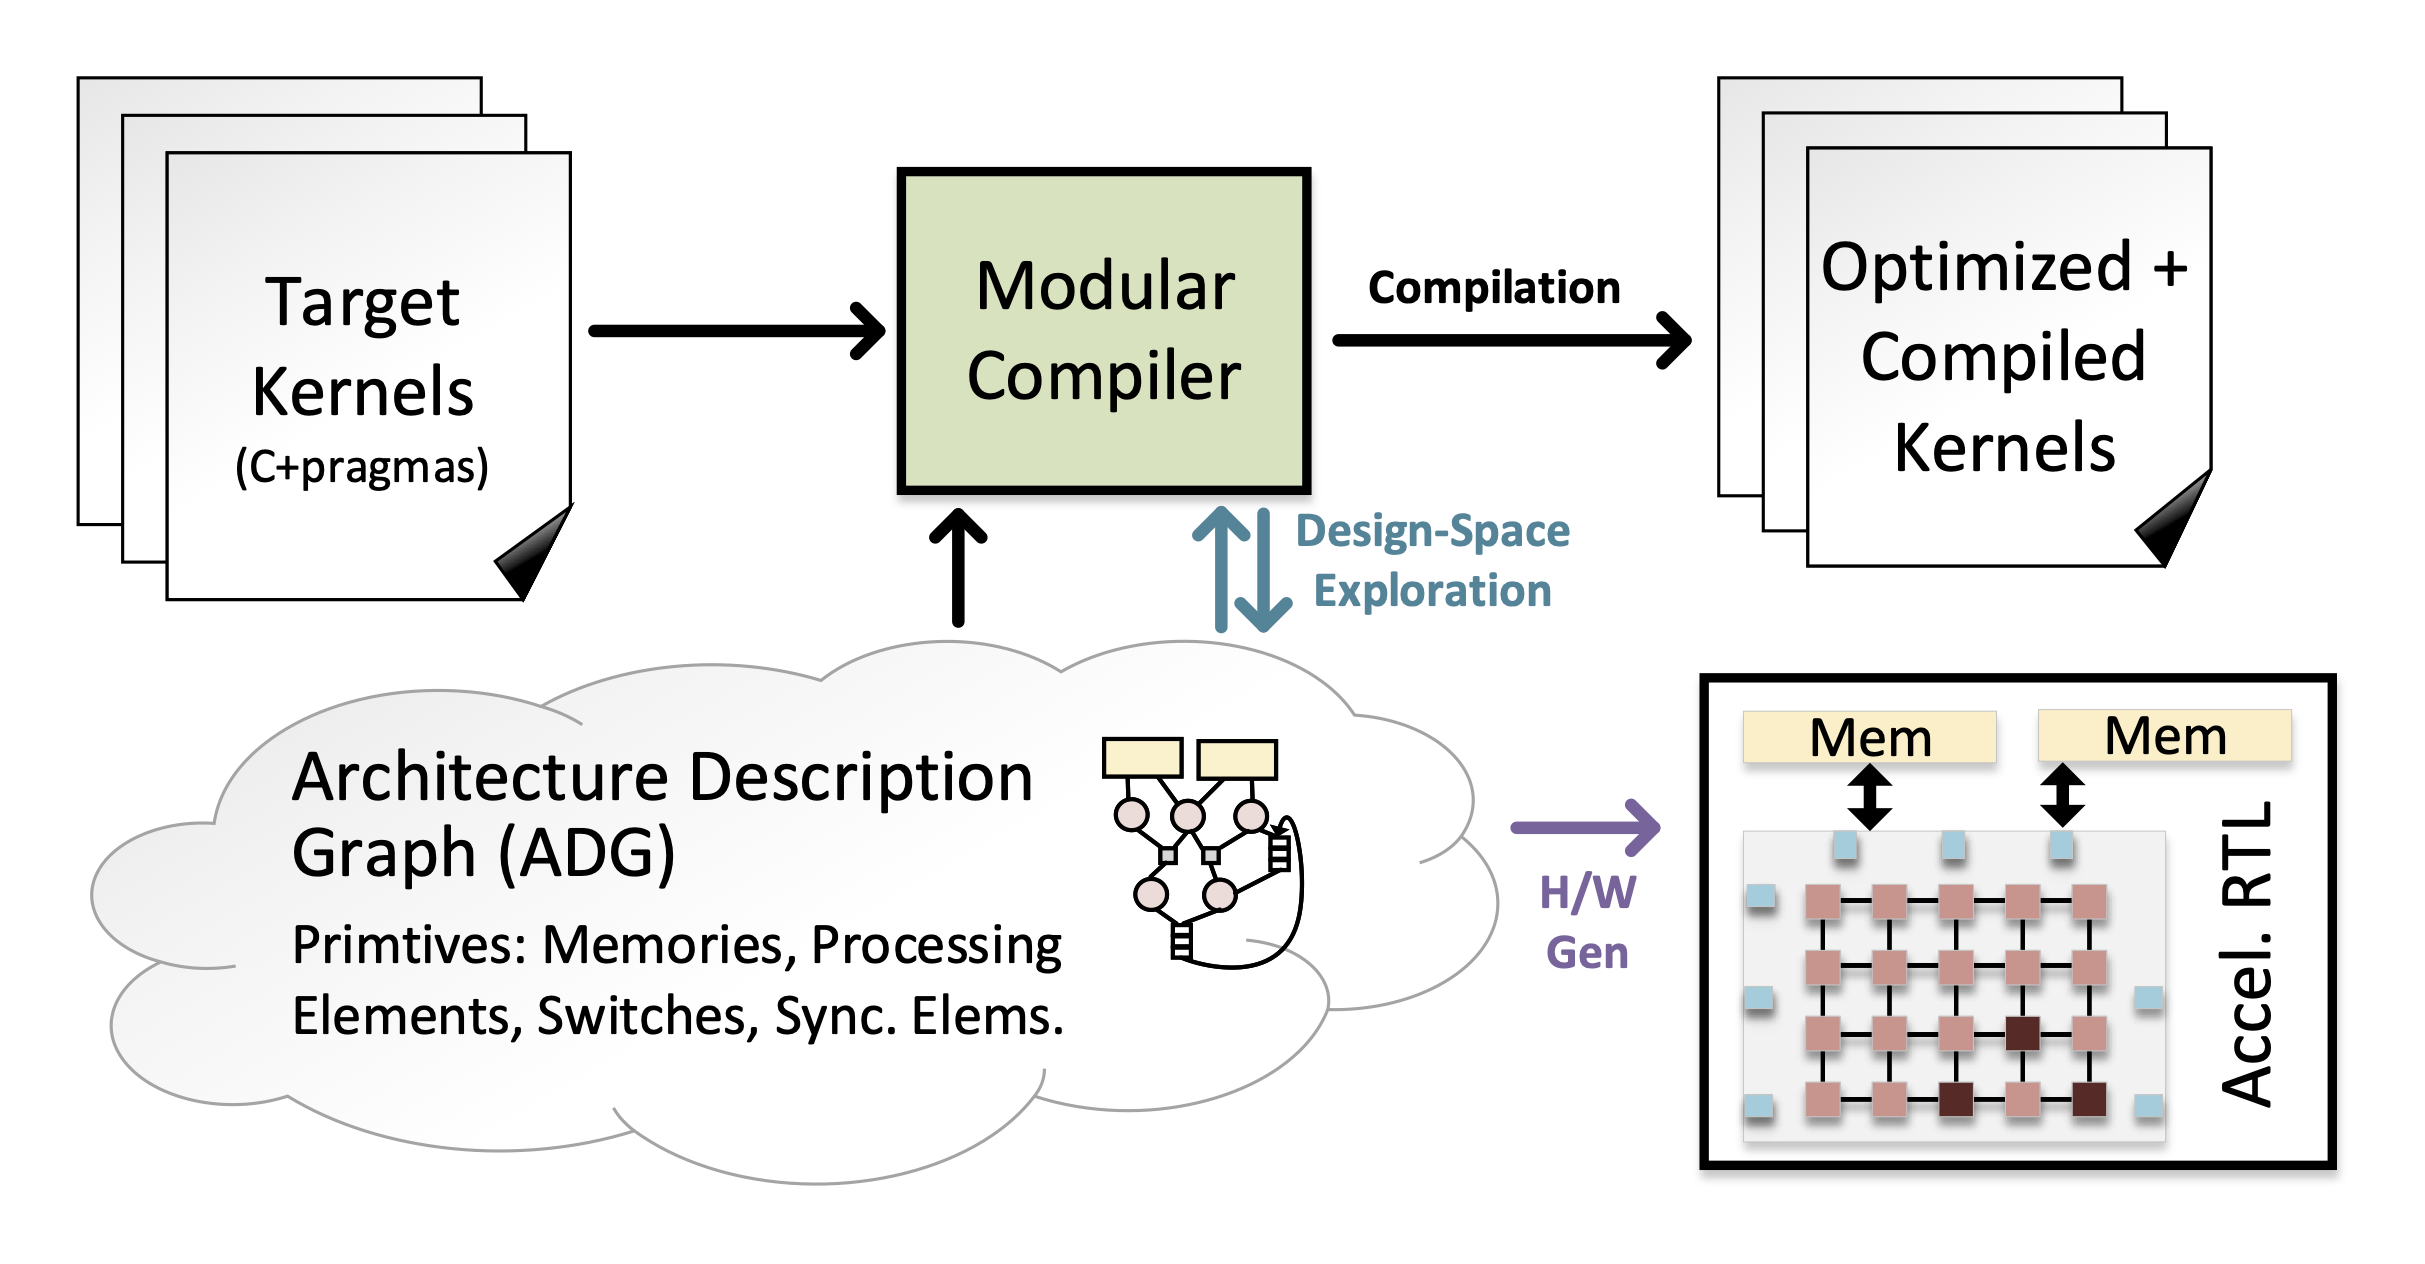 Target
Kernels
(C+pragmas)
Modular
Compiler
Compilation
Optimized +
Compiled
Kernels
Design-Space
Exploration
Architecture Description
Graph (ADG)
Primtives: Memories, Processing
Elements, Switches, Sync. Elems.
H/W
Gen
Mem
Mem
Accel. RTL